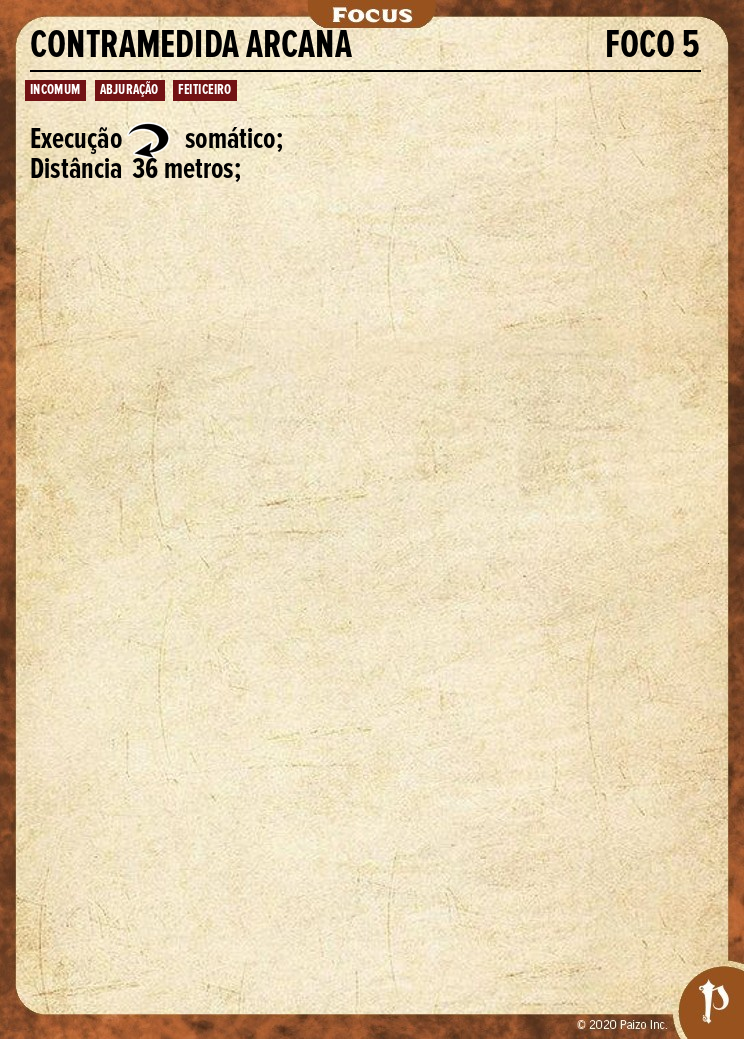 Focus
CONTRAMEDIDA ARCANA FOCO 5
INCOMUM ABJURAÇÃO FEITICEIRO
Execução somático;
Distância 36 metros;
© 2020 Paizo Inc.